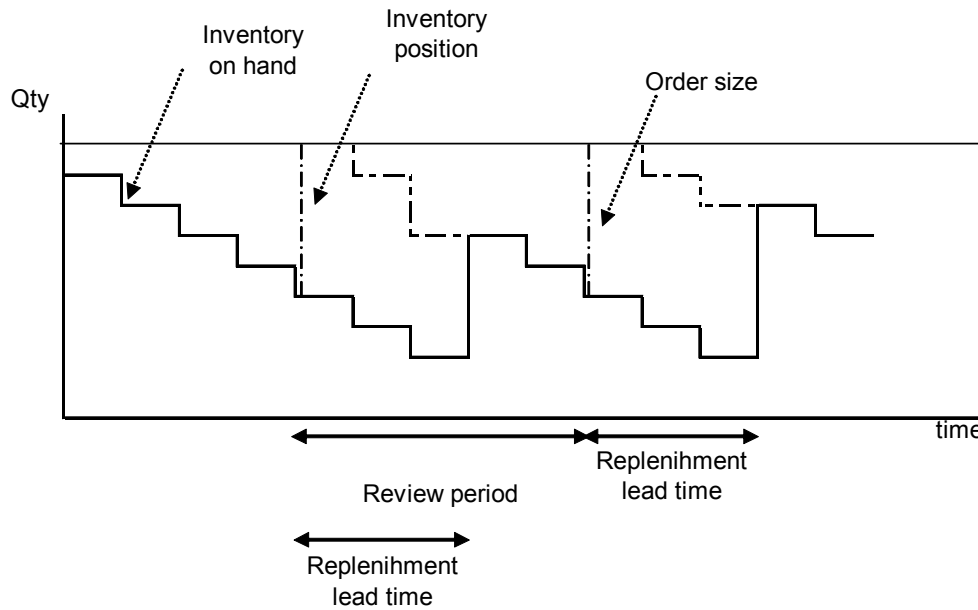 Inventory
on hand
Inventory
position
Order size
Qty
time
Replenihment
lead time
Review period
Replenihment
lead time